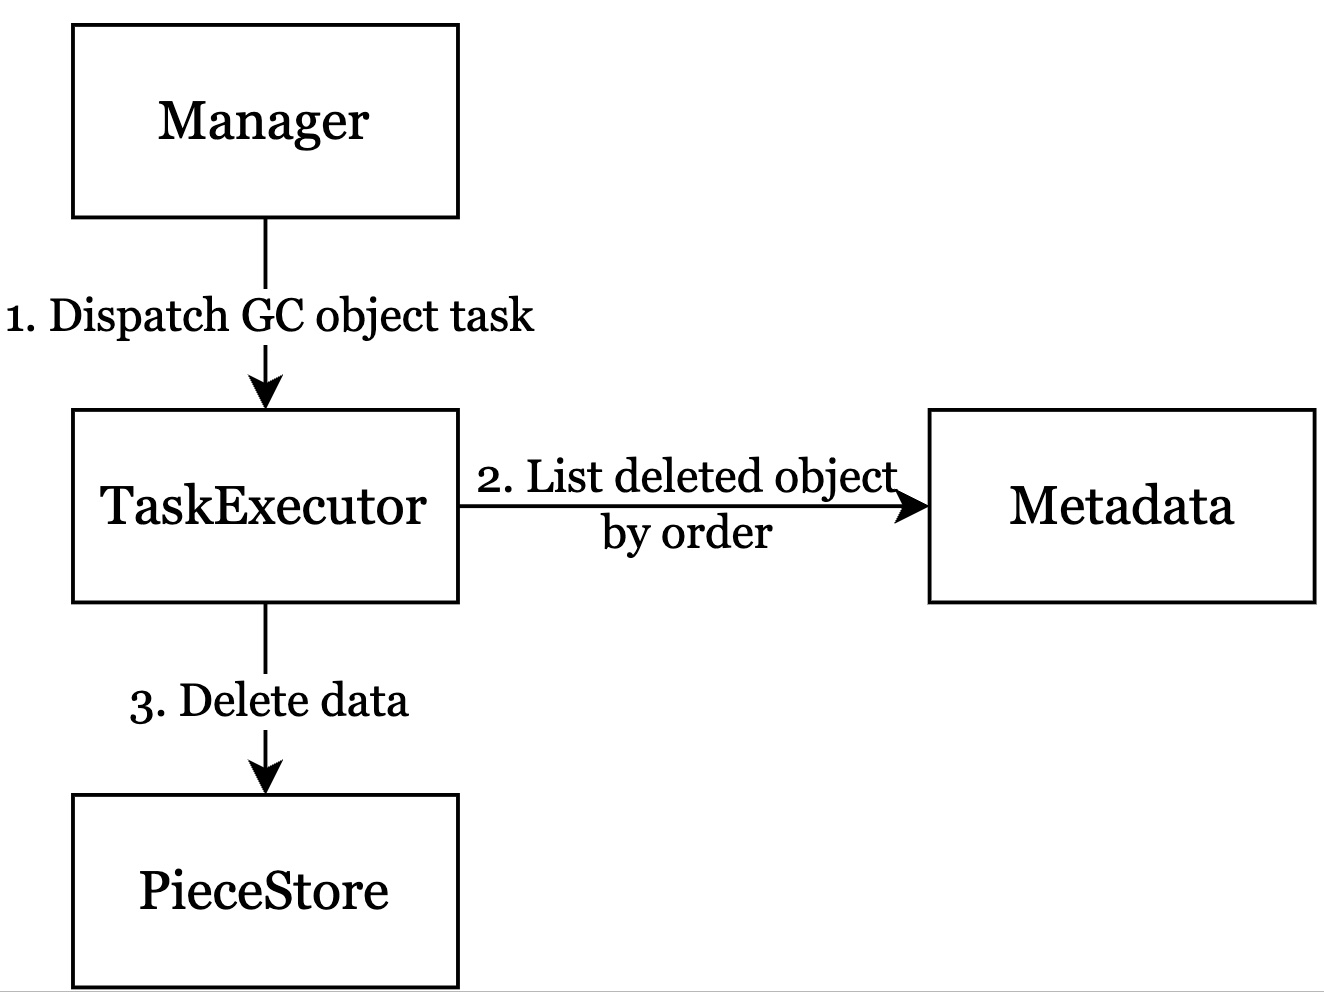 Manager
1. Dispatch GC object task
TaskExecutor
2. List deleted object
by order
Metadata
3. Delete data
PieceStore